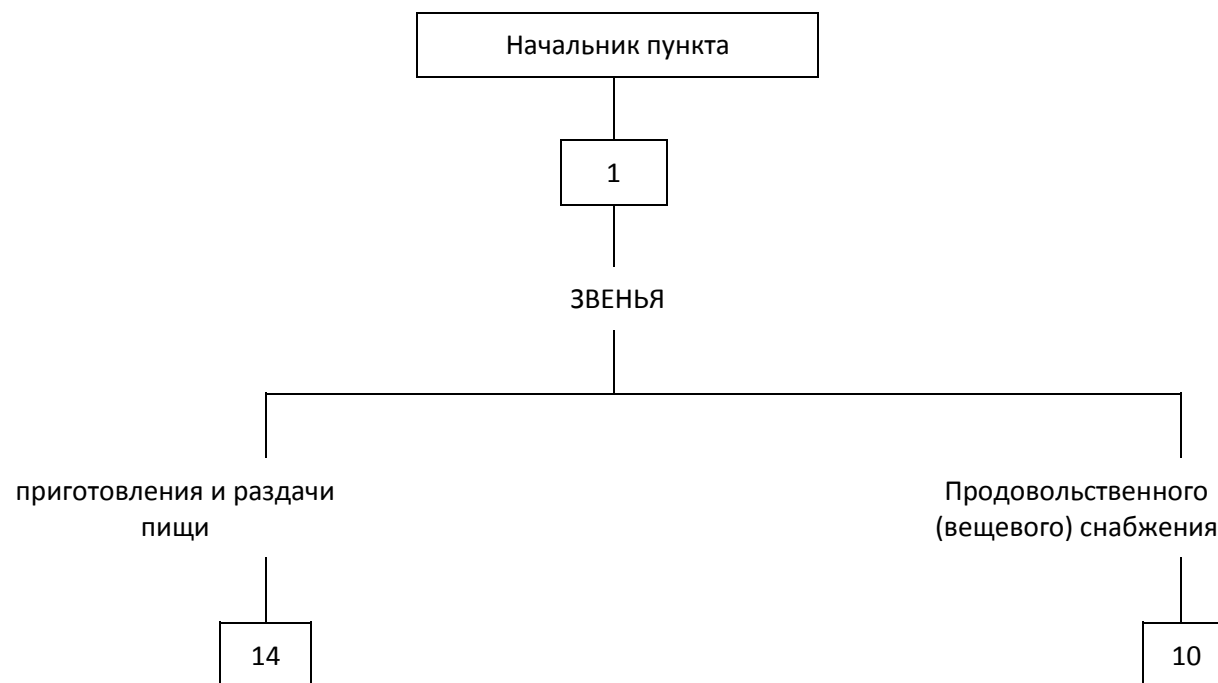 Начальник пункта
1
ЗВЕНЬЯ
приготовления и раздачи
пищи
Продовольственного
(вещевого) снабжения
14
10